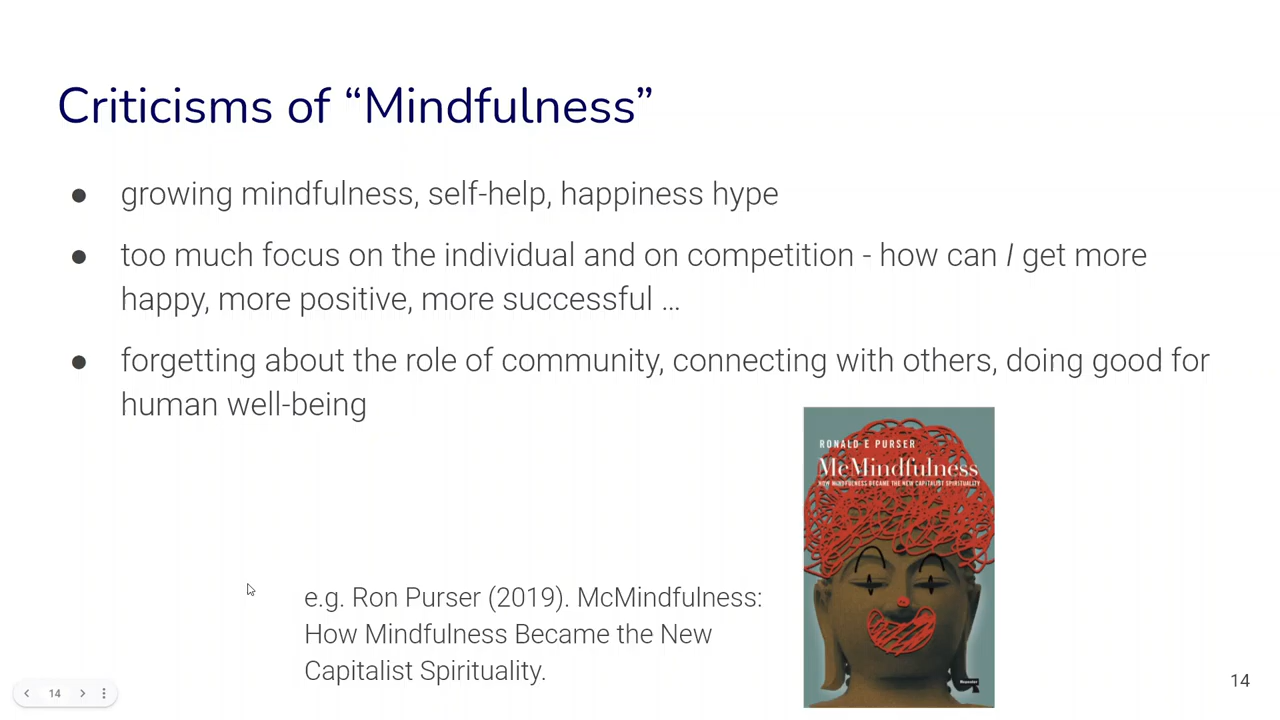 Criticisms of “Mindfulness”
● growing mindfulness, self-help, happiness hype
● too much focus on the individual and on competition - how can I get more
happy, more positive, more successful ...
● forgetting about the role of community, connecting with others, doing good for
human well-being
RONALD E PURSER
McMindfulness
HOW MINDFULNESS BECAME THE NEW CAPITALIST SPIRITUALITY
Repeater
e.g. Ron Purser (2019). McMindfulness:
How Mindfulness Became the New
Capitalist Spirituality.
14
14